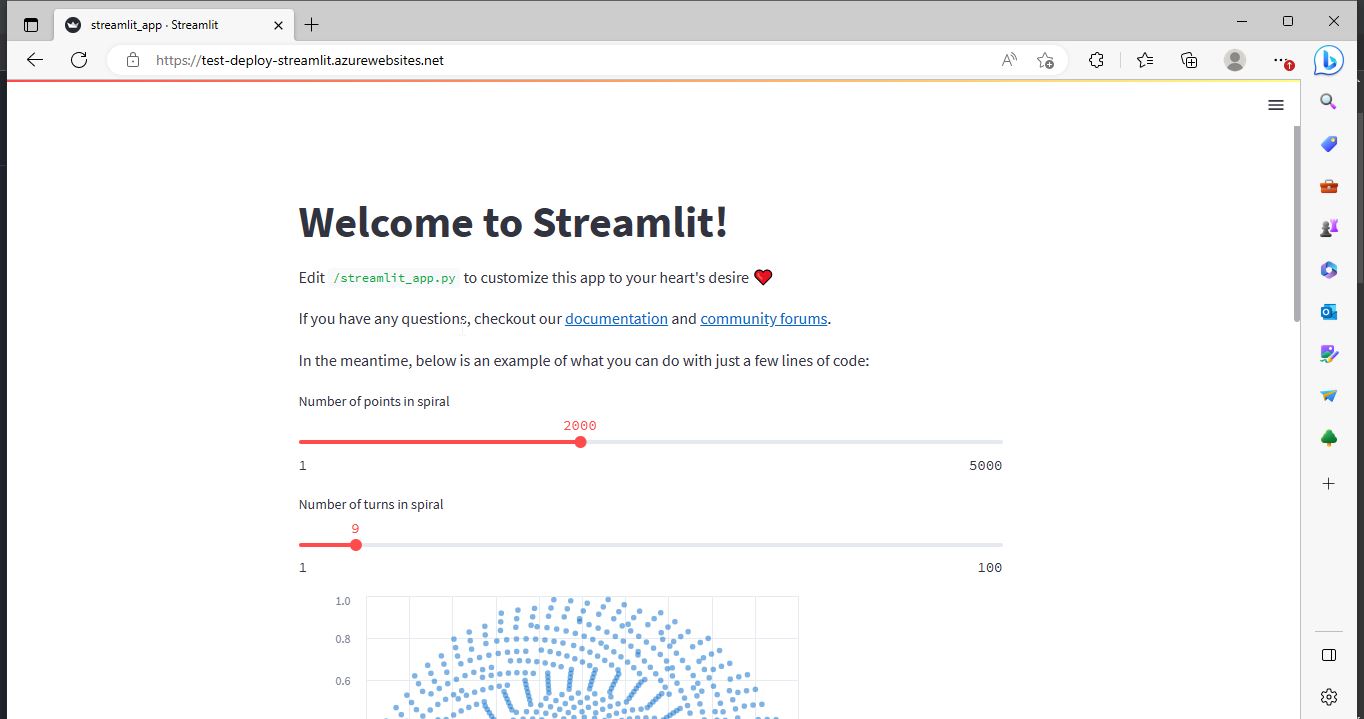 streamlit_app · Streamlit
https://test-deploy-streamlit.azurewebsites.net
Welcome to Streamlit!
Edit /streamlit_app.py to customize this app to your heart's desire ❤️
If you have any questions, checkout our documentation and community forums.
In the meantime, below is an example of what you can do with just a few lines of code:
Number of points in spiral
2000
1 5000
Number of turns in spiral
9
1 100
1.0
0.8
0.6